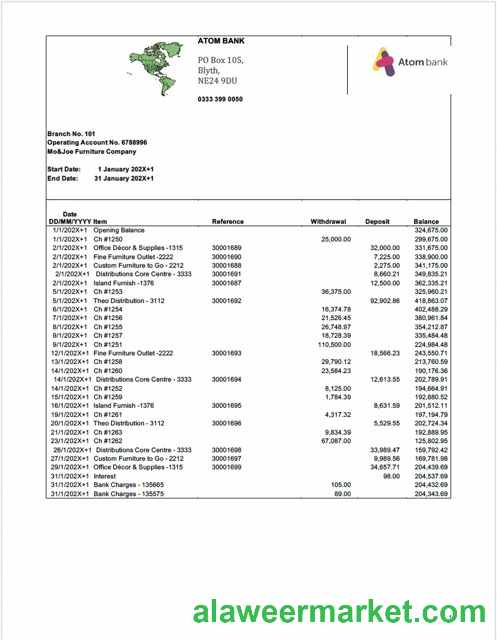 ATOM BANK
PO Box 105,
Blyth,
NE24 9DU
0333 399 0050
Atom bank
Branch No. 101
Operating Account No. 6788996
Mo&Joe Furniture Company
Start Date: 1 January 202X+1
End Date: 31 January 202X+1
Date
DD/MM/YYYY Item Reference Withdrawal Deposit Balance
1/1/202X+1 Opening Balance 324,675.00
1/1/202X+1 Ch #1250 25,000.00 299,675.00
2/1/202X+1 Office Décor & Supplies -1315 30001689 32,000.00 331,675.00
2/1/202X+1 Fine Furniture Outlet -2222 30001690 7,225.00 338,900.00
2/1/202X+1 Custom Furniture to Go - 2212 30001688 2,275.00 341,175.00
2/1/202X+1 Distributions Core Centre - 3333 30001691 8,660.21 349,835.21
2/1/202X+1 Island Furnish -1376 30001687 12,500.00 362,335.21
5/1/202X+1 Ch #1253 36,375.00 325,960.21
5/1/202X+1 Theo Distribution - 3112 30001692 92,902.86 418,863.07
6/1/202X+1 Ch #1254 16,374.78 402,488.29
7/1/202X+1 Ch #1256 21,526.45 380,961.84
8/1/202X+1 Ch #1255 26,748.97 354,212.87
9/1/202X+1 Ch #1257 18,728.39 335,484.48
9/1/202X+1 Ch #1251 110,500.00 224,984.48
12/1/202X+1 Fine Furniture Outlet -2222 30001693 18,566.23 243,550.71
13/1/202X+1 Ch #1258 29,790.12 213,760.59
14/1/202X+1 Ch #1260 23,584.23 190,176.36
14/1/202X+1 Distributions Core Centre - 3333 30001694 12,613.55 202,789.91
14/1/202X+1 Ch #1252 8,125.00 194,664.91
15/1/202X+1 Ch #1259 1,784.39 192,880.52
16/1/202X+1 Island Furnish -1376 30001695 8,631.59 201,512.11
19/1/202X+1 Ch #1261 4,317.32 197,194.79
20/1/202X+1 Theo Distribution - 3112 30001696 5,529.55 202,724.34
21/1/202X+1 Ch #1263 9,834.39 192,889.95
23/1/202X+1 Ch #1262 67,087.00 125,802.95
26/1/202X+1 Distributions Core Centre - 3333 30001698 33,989.47 159,792.42
27/1/202X+1 Custom Furniture to Go - 2212 30001697 9,989.56 169,781.98
29/1/202X+1 Office Décor & Supplies -1315 30001699 34,657.71 204,439.69
31/1/202X+1 Interest 98.00 204,537.69
31/1/202X+1 Bank Charges - 135665 105.00 204,432.69
31/1/202X+1 Bank Charges - 135575 89.00 204,343.69
alaweermarket.com